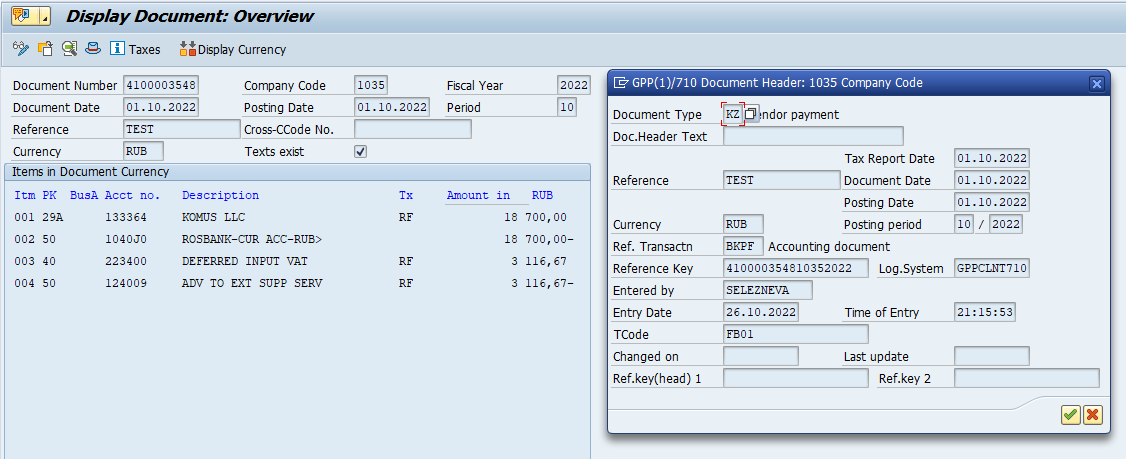 Display Document: Overview
Taxes Display Currency
Document Number 4100003548 Company Code 1035 Fiscal Year 2022
Document Date 01.10.2022 Posting Date 01.10.2022 Period 10
Reference TEST Cross-CCode No.
Currency RUB Texts exist
Items in Document Currency
Itm PK BusA Acct no. Description Tx Amount in RUB
001 29A 133364 KOMUS LLC RF 18 700,00
002 50 1040J0 ROSBANK-CUR ACC-RUB> 18 700,00-
003 40 223400 DEFERRED INPUT VAT RF 3 116,67
004 50 124009 ADV TO EXT SUPP SERV RF 3 116,67-
GPP(1)/710 Document Header: 1035 Company Code
Document Type KZ endor payment
Doc.Header Text
Tax Report Date 01.10.2022
Reference TEST Document Date 01.10.2022
Posting Date 01.10.2022
Currency RUB Posting period 10 / 2022
Ref. Transactn BKPF Accounting document
Reference Key 410000354810352022 Log.System GPPCLNT710
Entered by SELEZNEVA
Entry Date 26.10.2022 Time of Entry 21:15:53
TCode FB01
Changed on Last update
Ref.key(head) 1 Ref.key 2